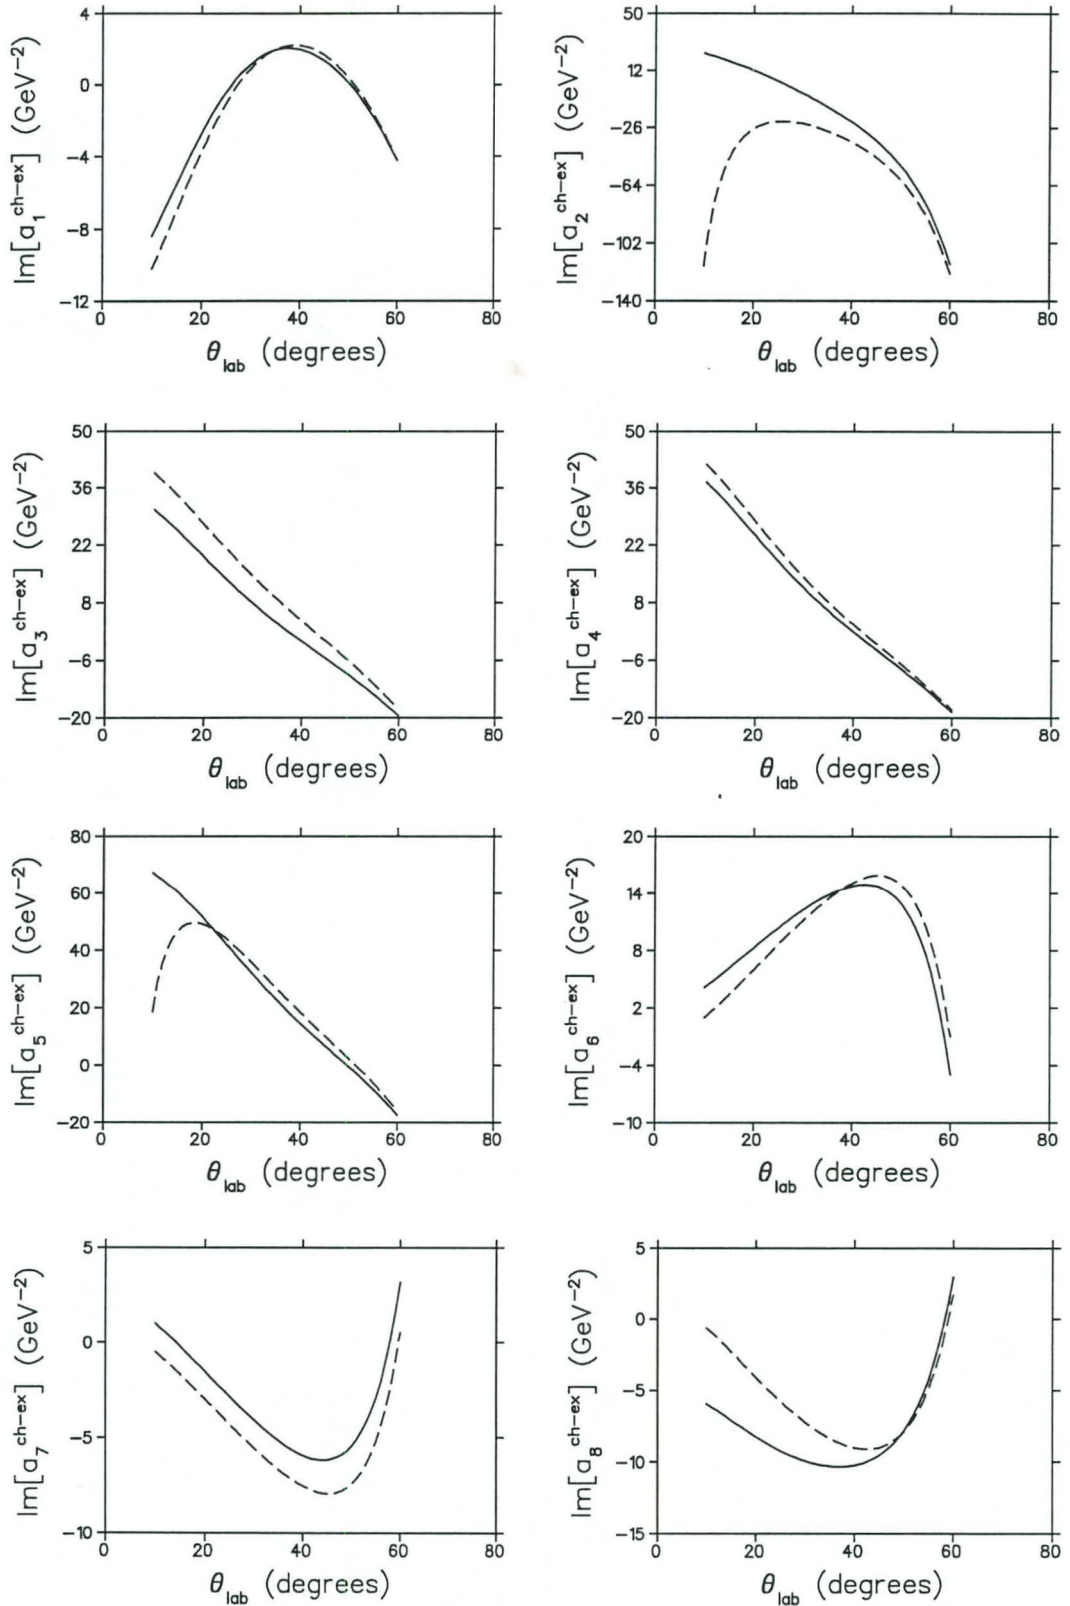 4
0
−4
−8
−12
0 20 40 60 80
θlab (degrees)
Im[a1ch−ex] (GeV−2)
50
12
−26
−64
−102
−140
0 20 40 60 80
θlab (degrees)
Im[a2ch−ex] (GeV−2)
50
36
22
8
−6
−20
0 20 40 60 80
θlab (degrees)
Im[a3ch−ex] (GeV−2)
50
36
22
8
−6
−20
0 20 40 60 80
θlab (degrees)
Im[a4ch−ex] (GeV−2)
80
60
40
20
0
−20
0 20 40 60 80
θlab (degrees)
Im[a5ch−ex] (GeV−2)
20
14
8
2
−4
−10
0 20 40 60 80
θlab (degrees)
Im[a6ch−ex] (GeV−2)
5
0
−5
−10
0 20 40 60 80
θlab (degrees)
Im[a7ch−ex] (GeV−2)
5
0
−5
−10
−15
0 20 40 60 80
θlab (degrees)
Im[a8ch−ex] (GeV−2)